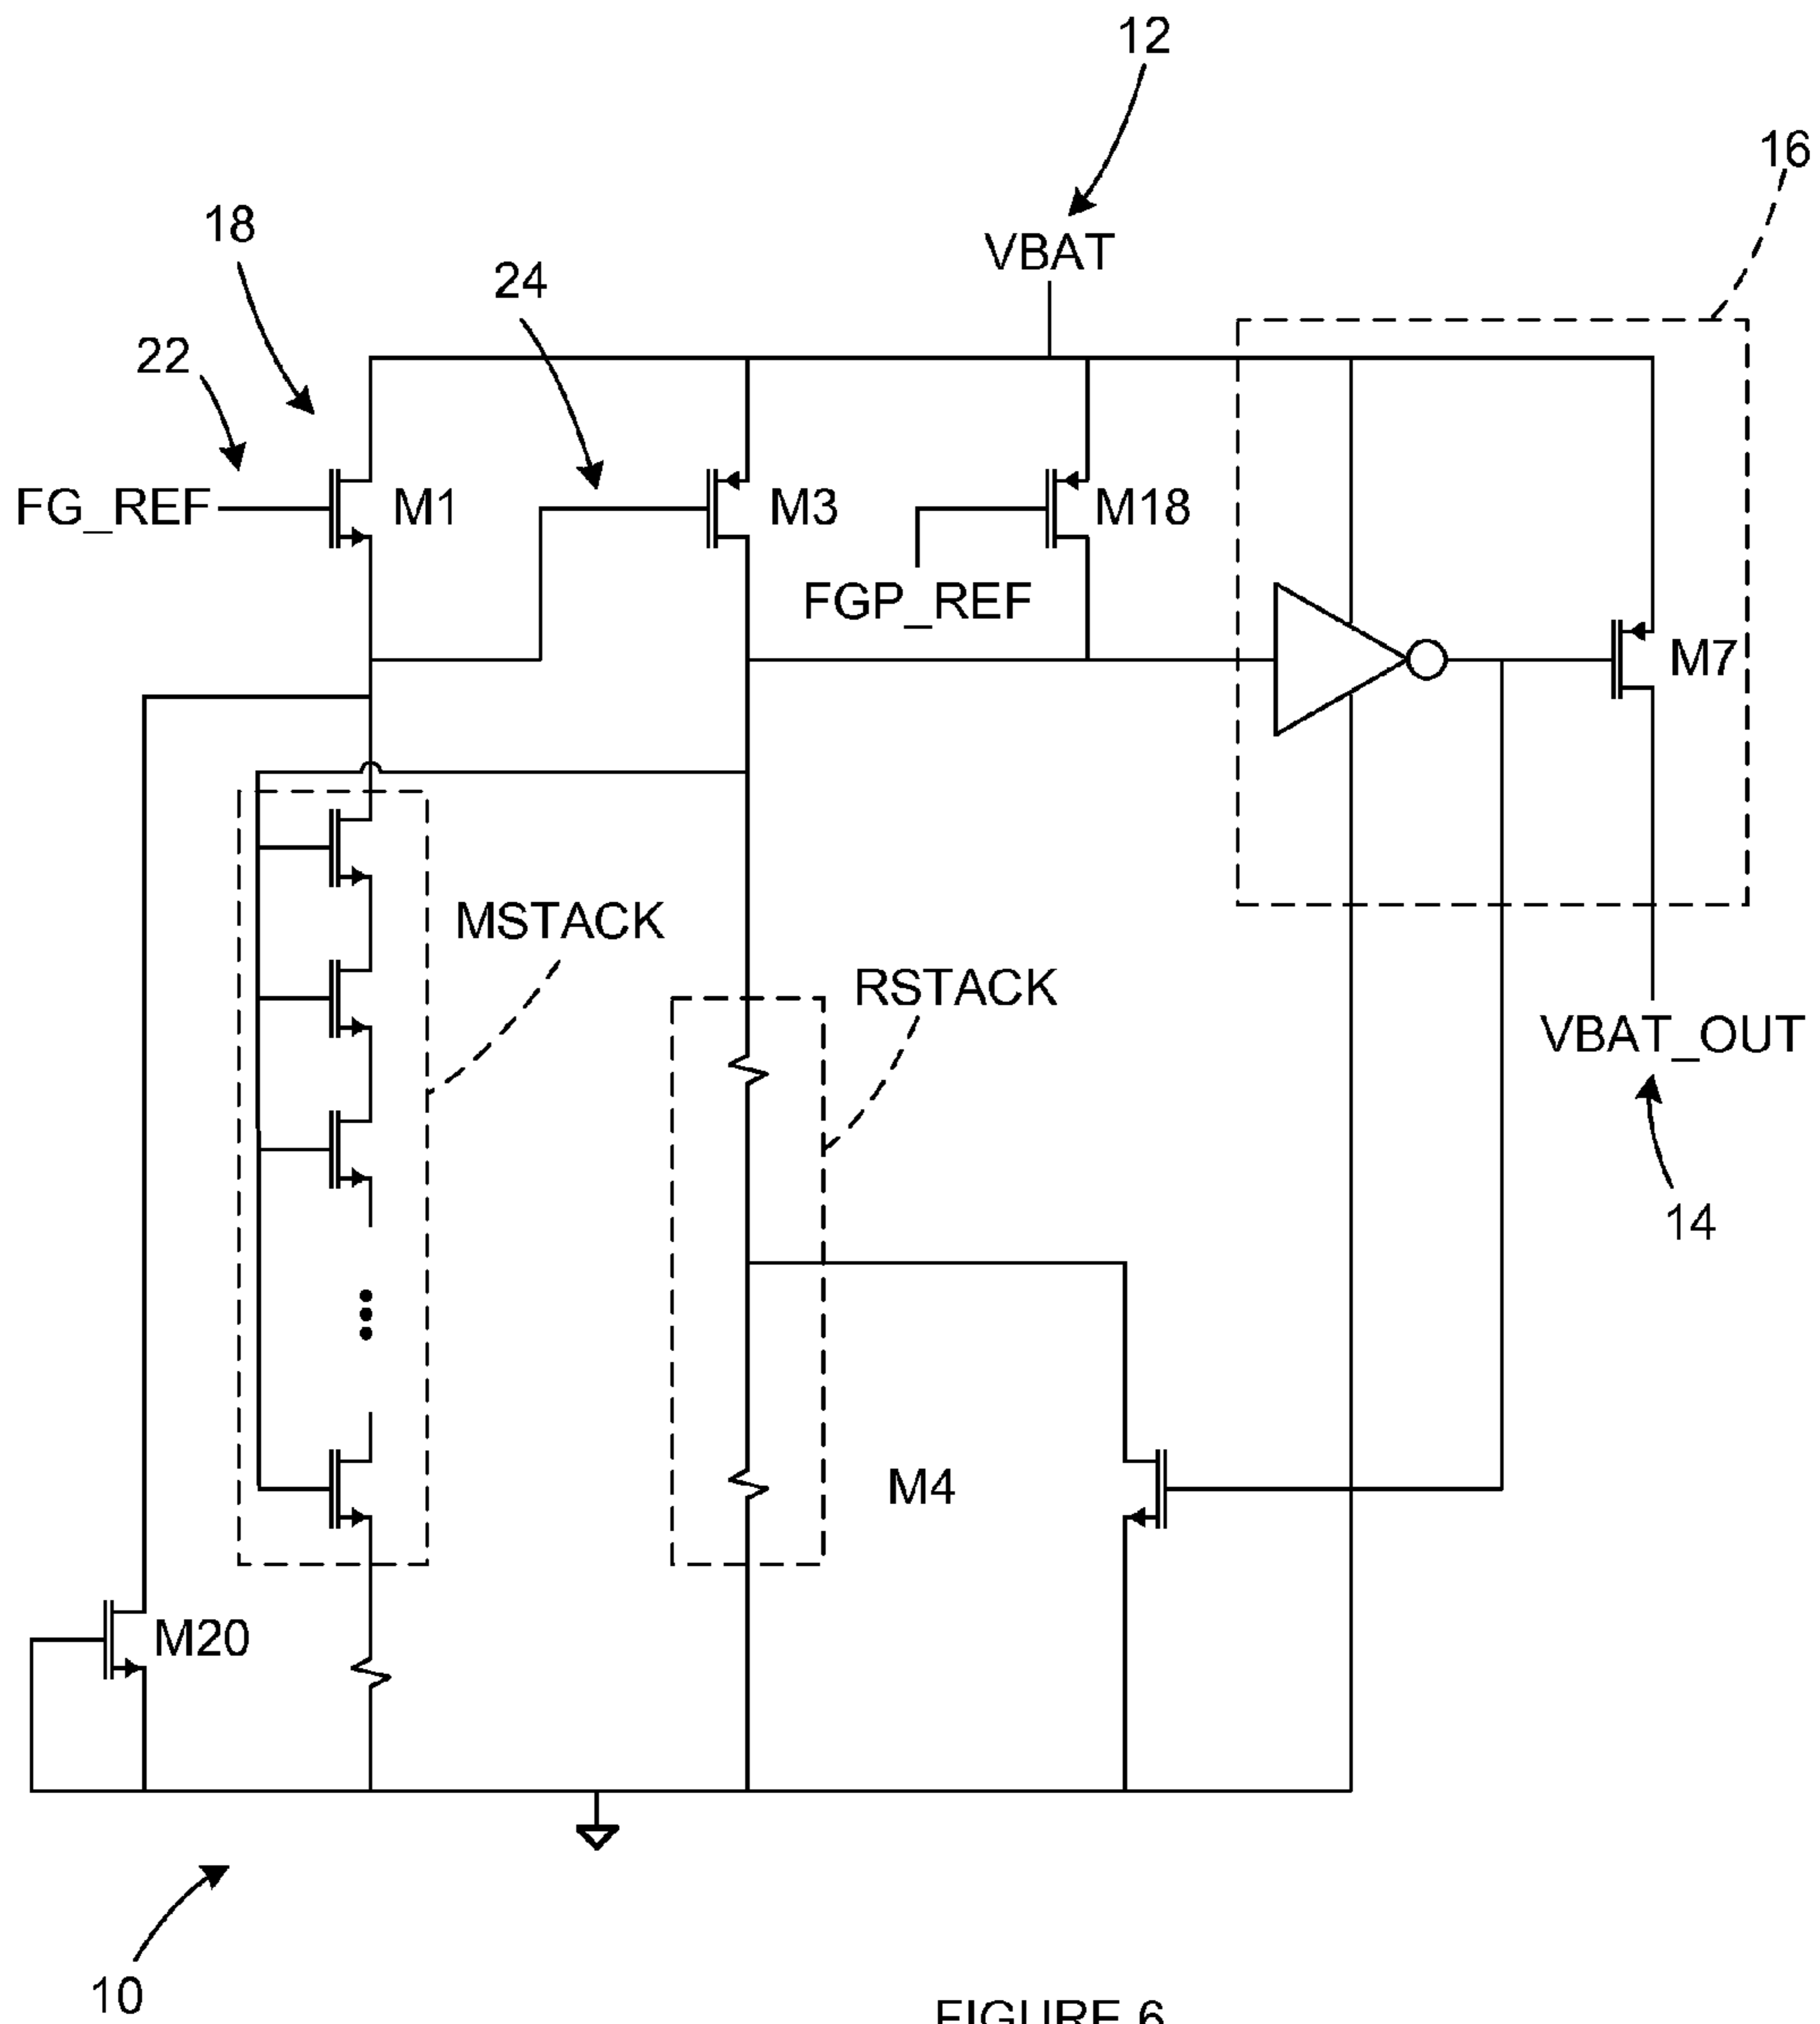 12
16
18
VBAT
24
22
FG_REF
M1
M3
M18
FGP_REF
M7
MSTACK
RSTACK
VBAT_OUT
14
M4
M20
10
FIGURE 6